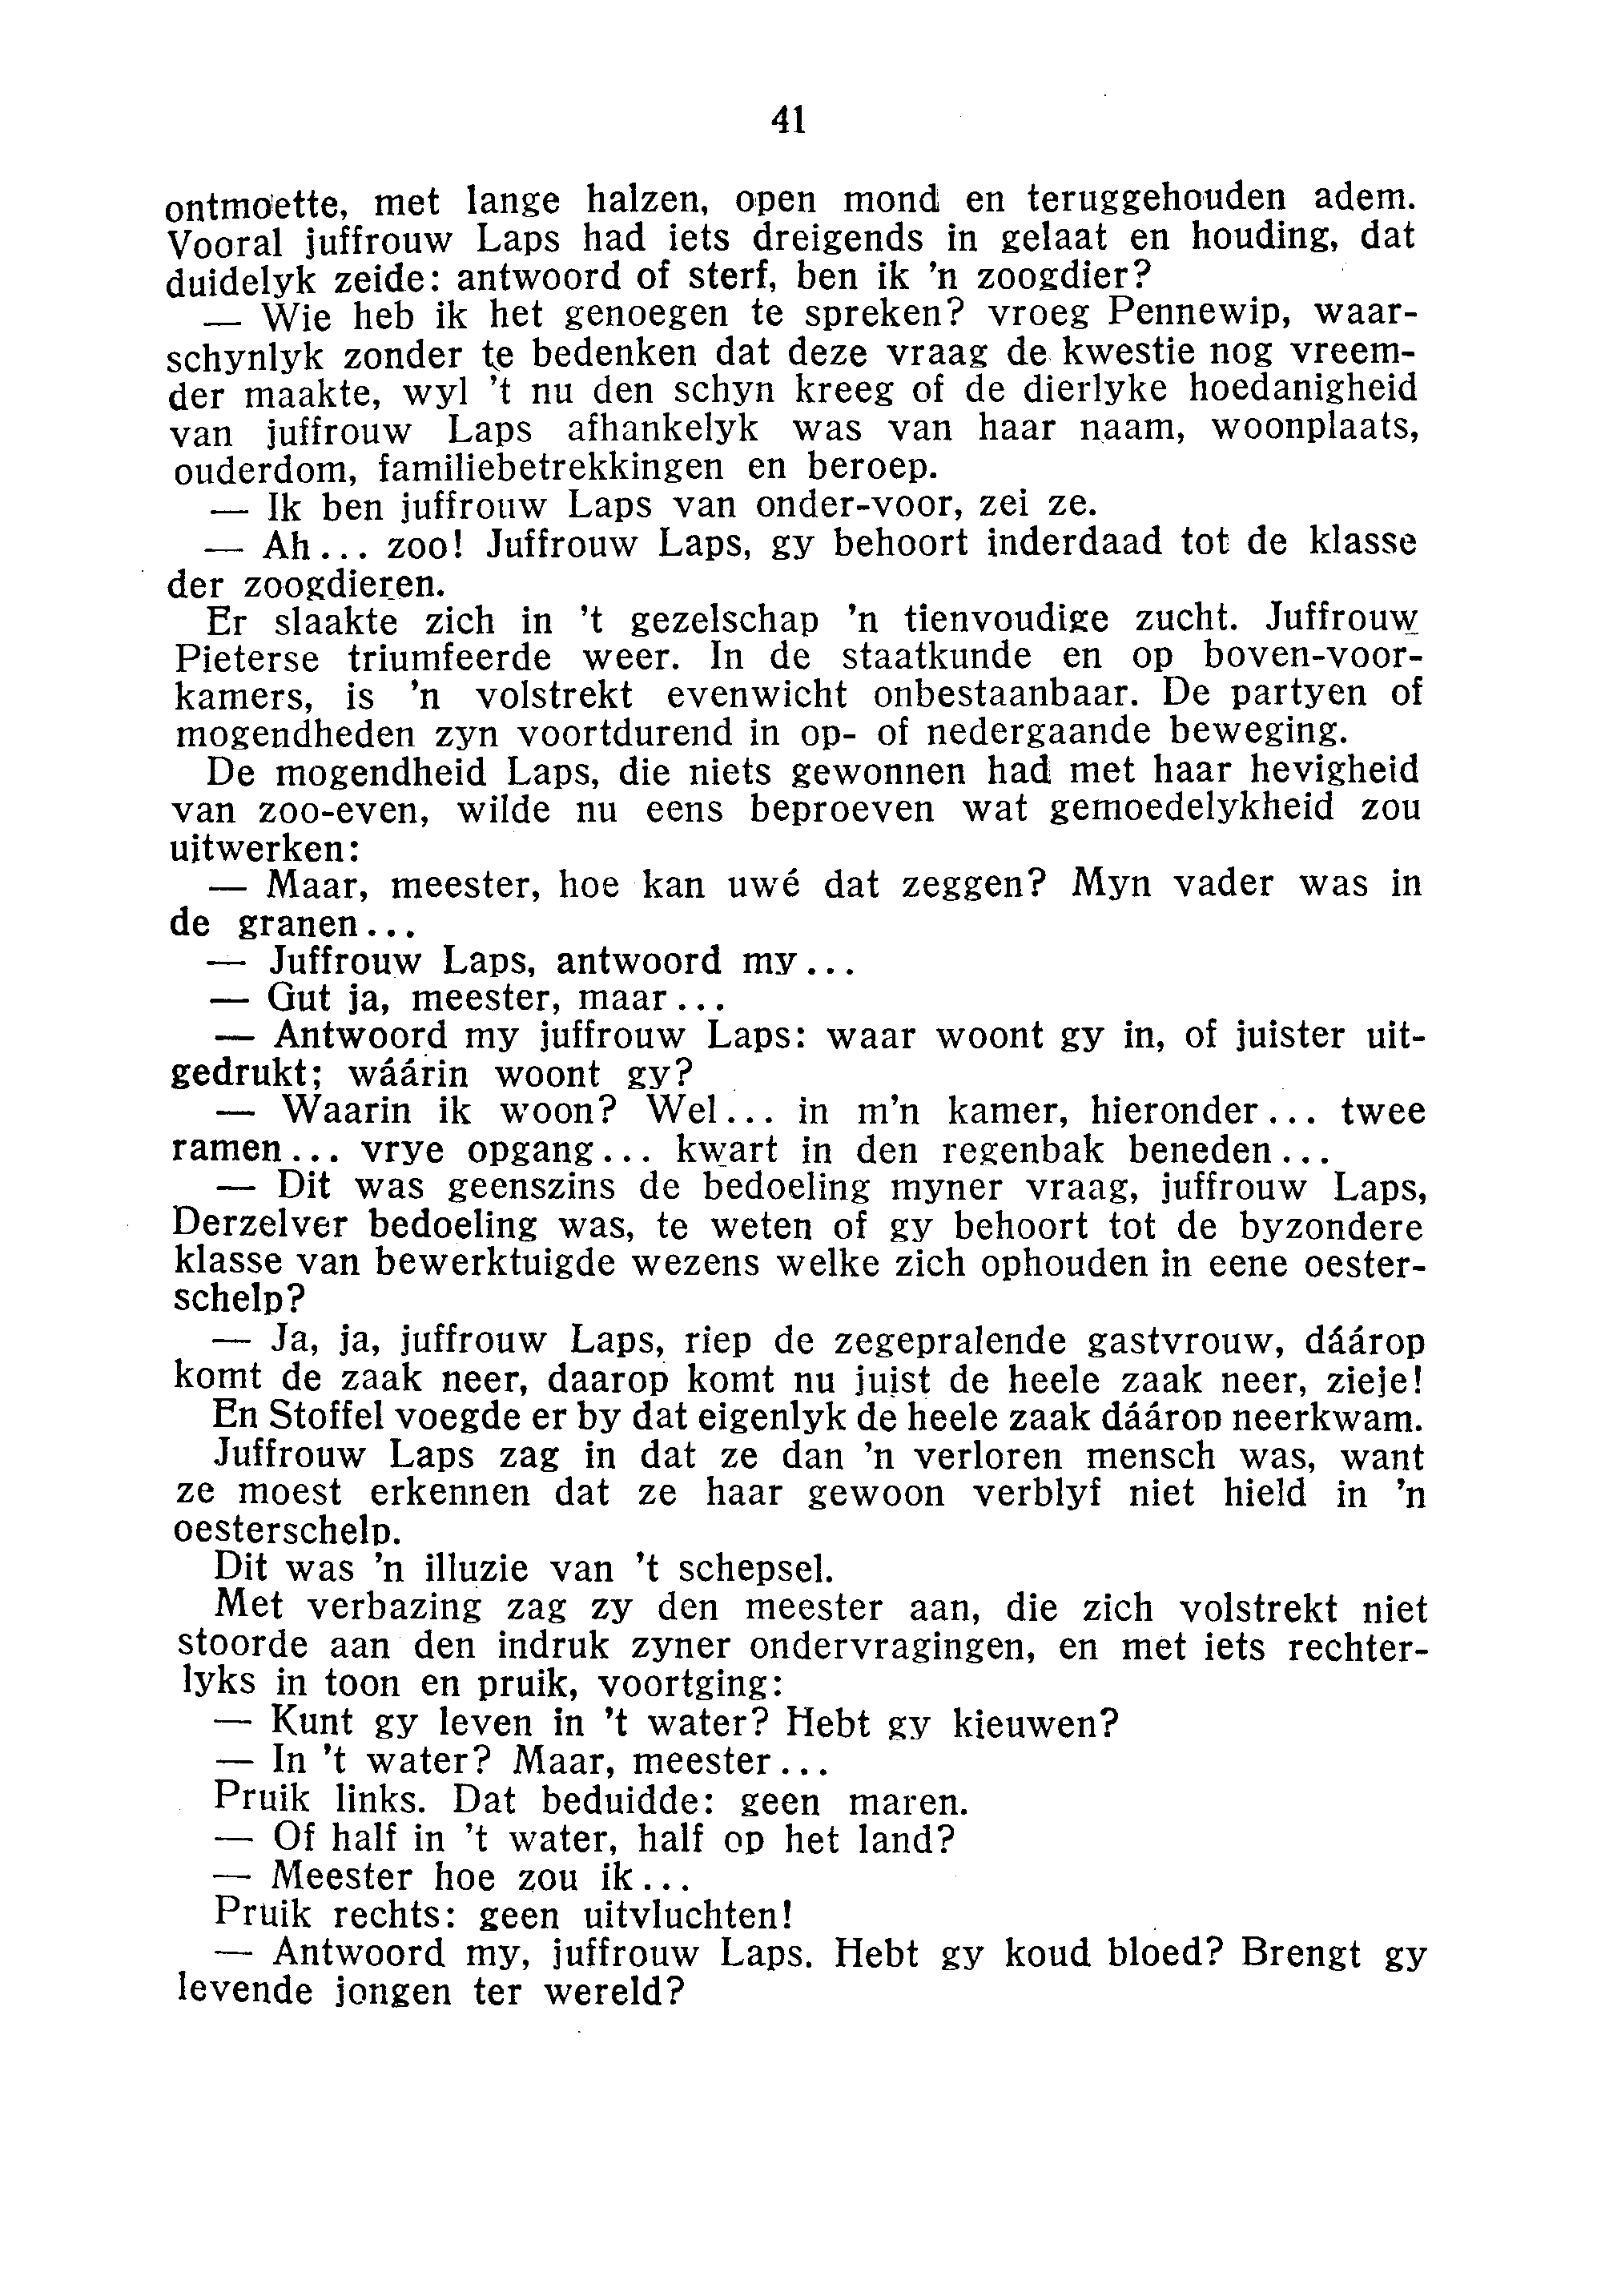 41
ontmoette, met lange halzen, open mond en teruggehouden adem.
Vooral juffrouw Laps had iets dreigends in gelaat en houding, dat
duidelyk zeide: antwoord of sterf, ben ik 'n zoogdier?
— Wie heb ik het genoegen te spreken? vroeg Pennewip, waar-
schynlyk zonder te bedenken dat deze vraag de kwestie nog vreem-
der maakte, wyl 't nu den schyn kreeg of de dierlyke hoedanigheid
van juffrouw Laps afhankelyk was van haar naam, woonplaats,
ouderdom, familiebetrekkingen en beroep.
— Ik ben juffrouw Laps van onder-voor, zei ze.
— Ah... zoo! Juffrouw Laps, gy behoort inderdaad tot de klasse
der zoogdieren.
Er slaakte zich in 't gezelschap 'n tienvoudige zucht. Juffrouw
Pieterse triumfeerde weer. In de staatkunde en op boven-voor-
kamers, is 'n volstrekt evenwicht onbestaanbaar. De partyen of
mogendheden zyn voortdurend in op- of nedergaande beweging.
De mogendheid Laps, die niets gewonnen had met haar hevigheid
van zoo-even, wilde nu eens beproeven wat gemoedelykheid zou
uitwerken:
— Maar, meester, hoe kan uwé dat zeggen? Myn vader was in
de granen...
— Juffrouw Laps, antwoord my...
— Gut ja, meester, maar...
— Antwoord my juffrouw Laps: waar woont gy in, of juister uit-
gedrukt; wáárin woont gy?
— Waarin ik woon? Wel... in m'n kamer, hieronder... twee
ramen... vrye opgang... kwart in den regenbak beneden...
— Dit was geenszins de bedoeling myner vraag, juffrouw Laps,
Derzelver bedoeling was, te weten of gy behoort tot de byzondere
klasse van bewerktuigde wezens welke zich ophouden in eene oester-
schelp?
— Ja, ja, juffrouw Laps, riep de zegepralende gastvrouw, dáárop
komt de zaak neer, daarop komt nu juist de heele zaak neer, zieje!
En Stoffel voegde er by dat eigenlyk de heele zaak dáárop neerkwam.
Juffrouw Laps zag in dat ze dan 'n verloren mensch was, want
ze moest erkennen dat ze haar gewoon verblyf niet hield in 'n
oesterschelp.
Dit was 'n illuzie van 't schepsel.
Met verbazing zag zy den meester aan, die zich volstrekt niet
stoorde aan den indruk zyner ondervragingen, en met iets rechter-
lyks in toon en pruik, voortging:
— Kunt gy leven in 't water? Hebt gy kieuwen?
— In 't water? Maar, meester...
Pruik links. Dat beduidde: geen maren.
— Of half in 't water, half op het land?
— Meester hoe zou ik...
Pruik rechts: geen uitvluchten!
— Antwoord my, juffrouw Laps. Hebt gy koud bloed? Brengt gy
levende jongen ter wereld?